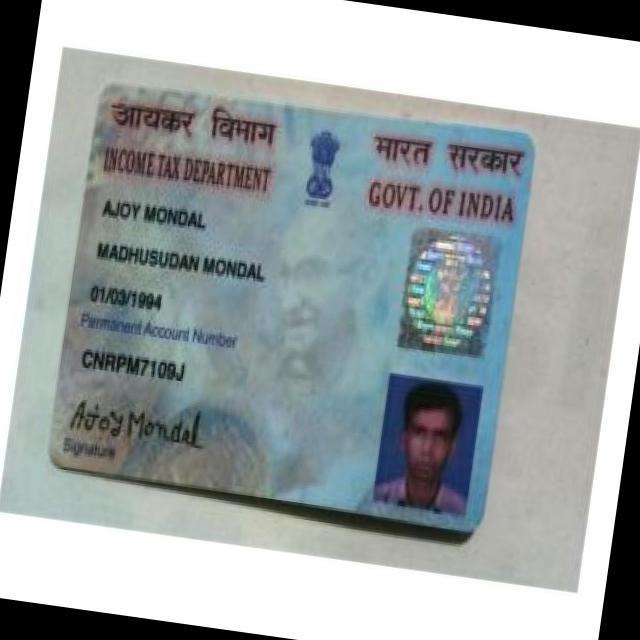 आयकर विभाग
INCOME TAX DEPARTMENT
भारत सरकार
GOVT. OF INDIA
AJOY MONDAL
MADHUSUDAN MONDAL
01/03/1994
Permanent Account Number
CNRPM7109J
Ajoy Mondal
Signature